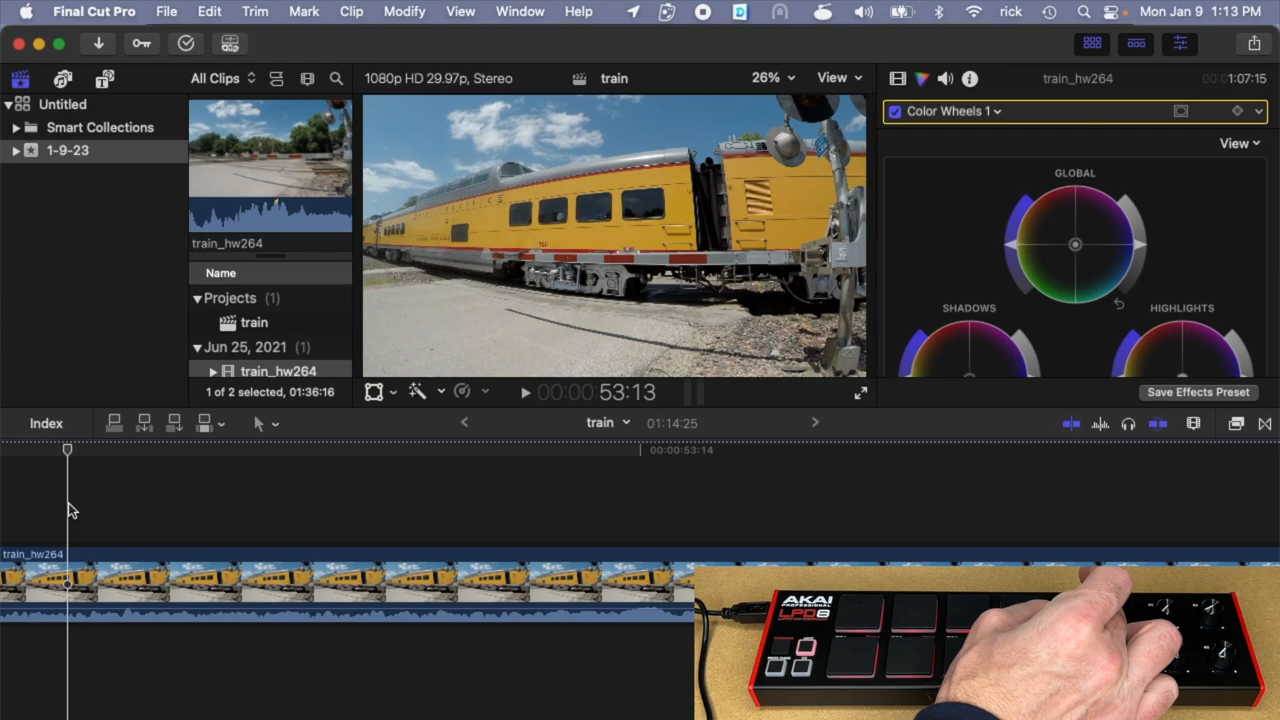 Final Cut Pro File Edit Trim Mark Clip Modify View Window Help rick Mon Jan 9 1:13 PM
All Clips
1080p HD 29.97p, Stereo train 26% View
train_hw264 00:00:1:07:15
Untitled
Smart Collections
1-9-23
Color Wheels 1
View
GLOBAL
SHADOWS HIGHLIGHTS
train_hw264
Name
Projects (1)
train
Jun 25, 2021 (1)
train_hw264
1 of 2 selected, 01:36:16
00:00:53:13
Save Effects Preset
Index
train 01:14:25
00:00:53:14
train_hw264
AKAI
PROFESSIONAL
LPD8